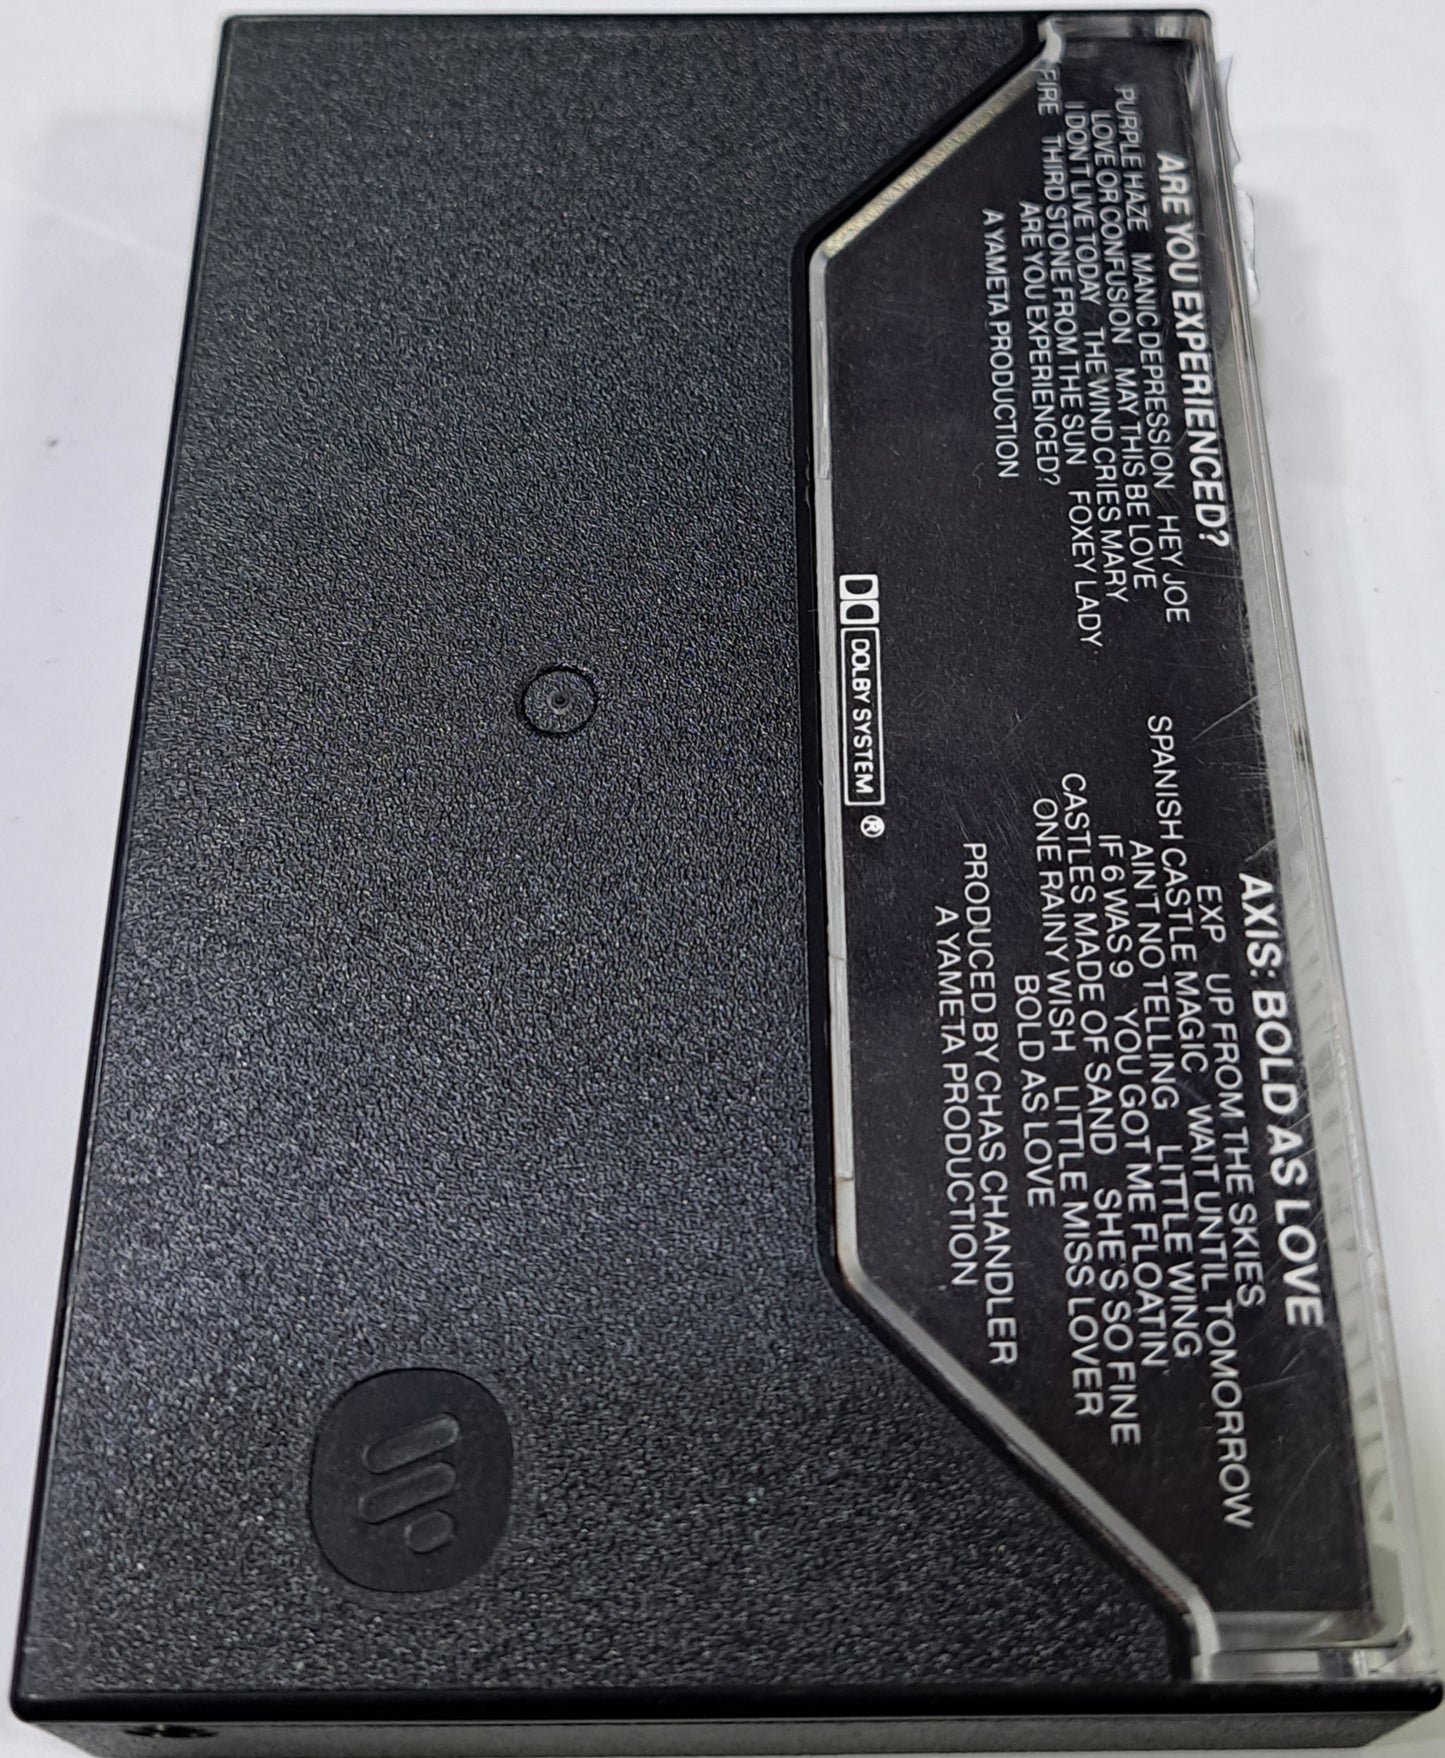 ARE YOU EXPERIENCED?
PURPLE HAZE MANIC DEPRESSION HEY JOE
LOVE OR CONFUSION MAY THIS BE LOVE
I DON'T LIVE TODAY THE WIND CRIES MARY
FIRE THIRD STONE FROM THE SUN FOXEY LADY
ARE YOU EXPERIENCED?
A YAMETA PRODUCTION
AXIS: BOLD AS LOVE
EXP UP FROM THE SKIES
SPANISH CASTLE MAGIC WAIT UNTIL TOMORROW
AIN'T NO TELLING LITTLE WING
IF 6 WAS 9 YOU GOT ME FLOATIN'
CASTLES MADE OF SAND SHE'S SO FINE
ONE RAINY WISH LITTLE MISS LOVER
BOLD AS LOVE
PRODUCED BY CHAS CHANDLER
A YAMETA PRODUCTION
DOLBY SYSTEM ®